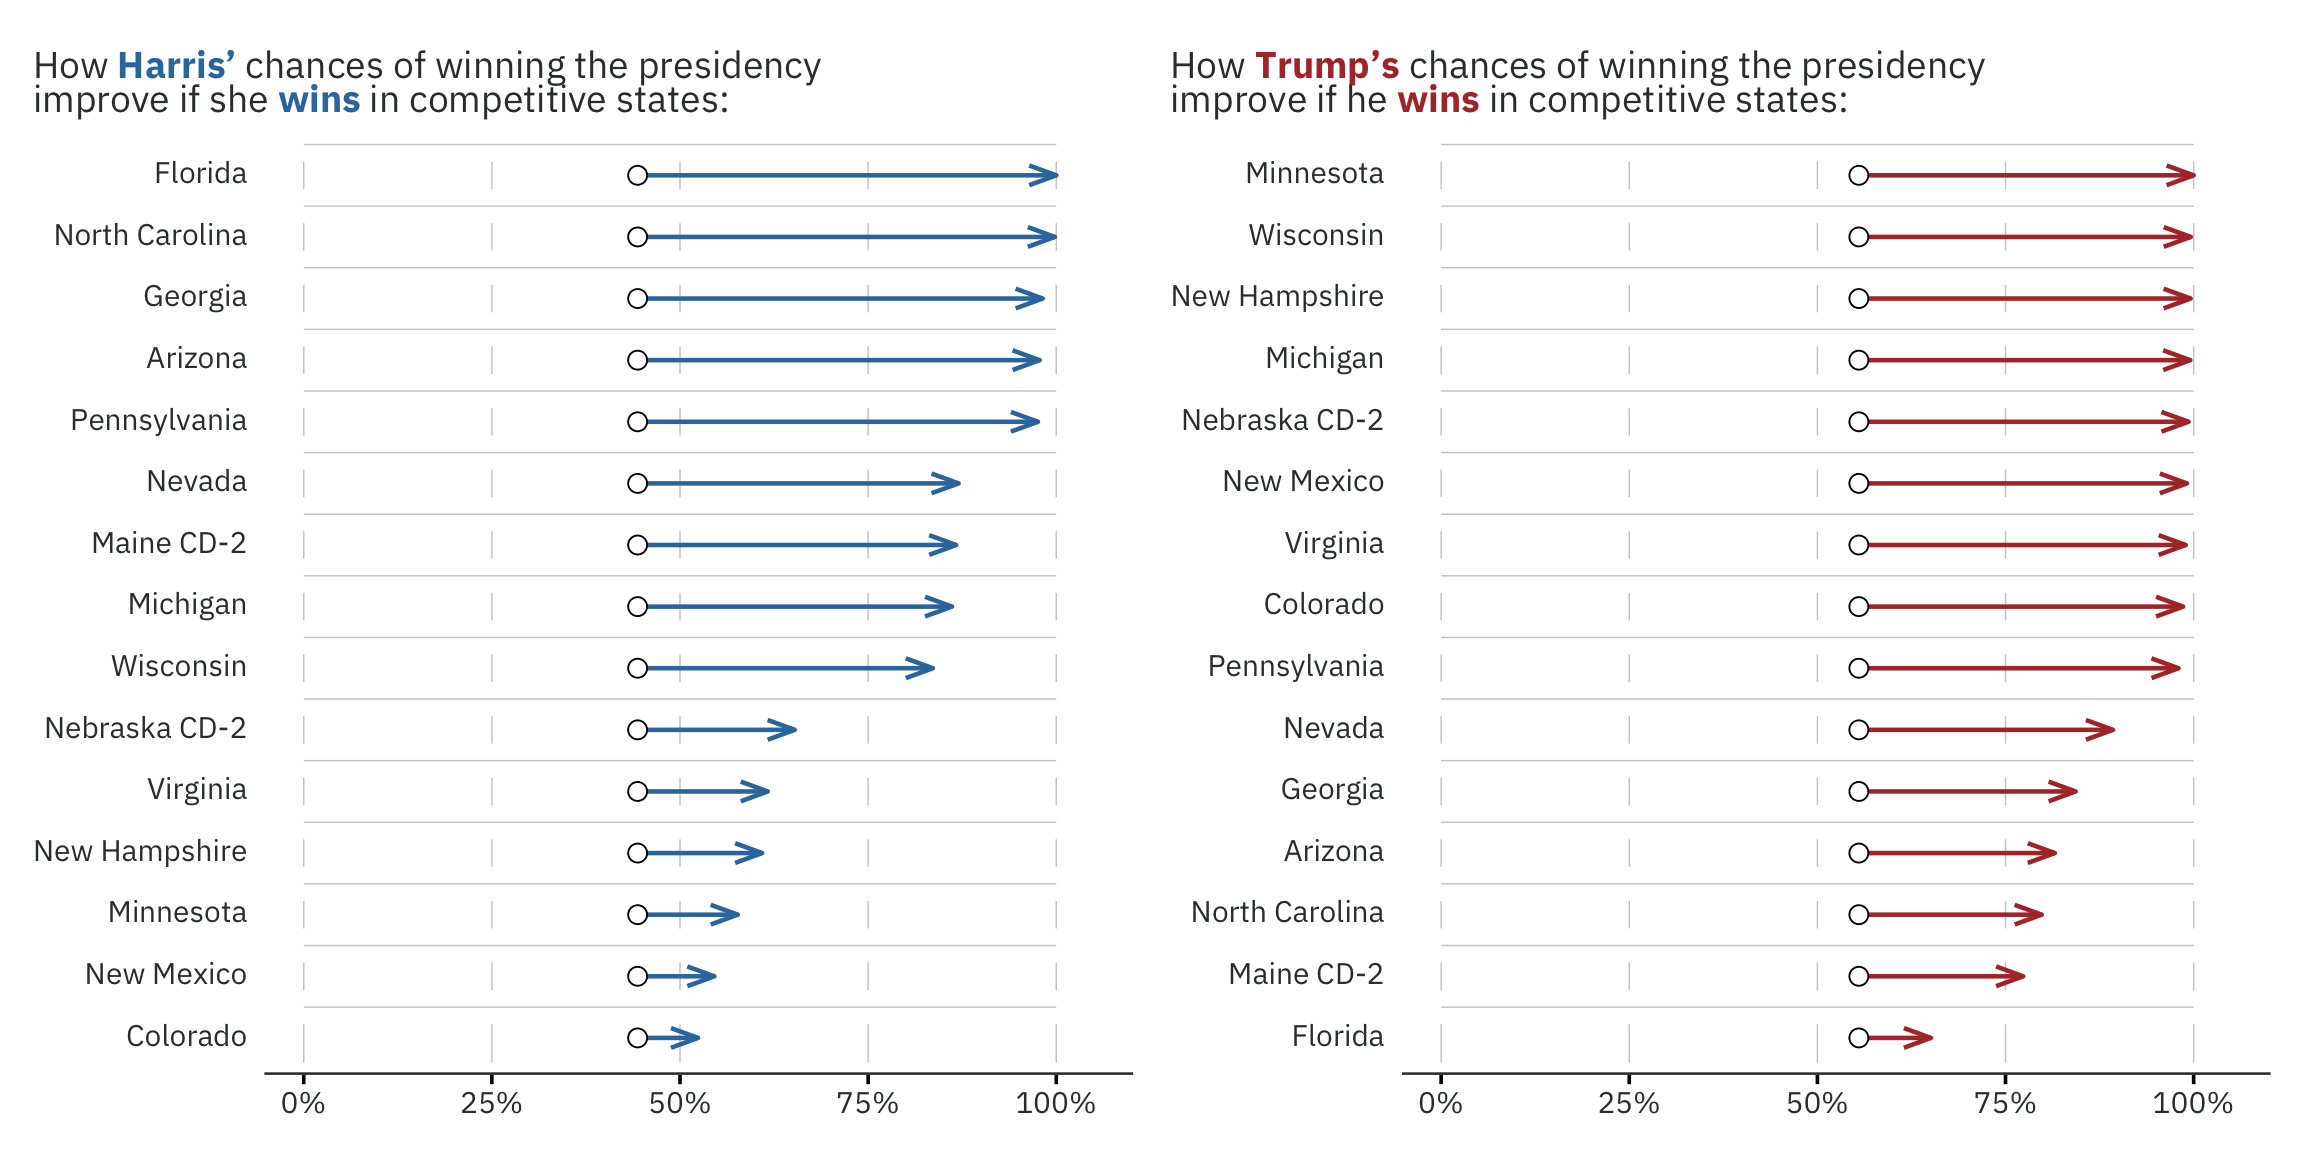 How Harris’ chances of winning the presidency
improve if she wins in competitive states:
Florida
North Carolina
Georgia
Arizona
Pennsylvania
Nevada
Maine CD-2
Michigan
Wisconsin
Nebraska CD-2
Virginia
New Hampshire
Minnesota
New Mexico
Colorado
0% 25% 50% 75% 100%
How Trump’s chances of winning the presidency
improve if he wins in competitive states:
Minnesota
Wisconsin
New Hampshire
Michigan
Nebraska CD-2
New Mexico
Virginia
Colorado
Pennsylvania
Nevada
Georgia
Arizona
North Carolina
Maine CD-2
Florida
0% 25% 50% 75% 100%